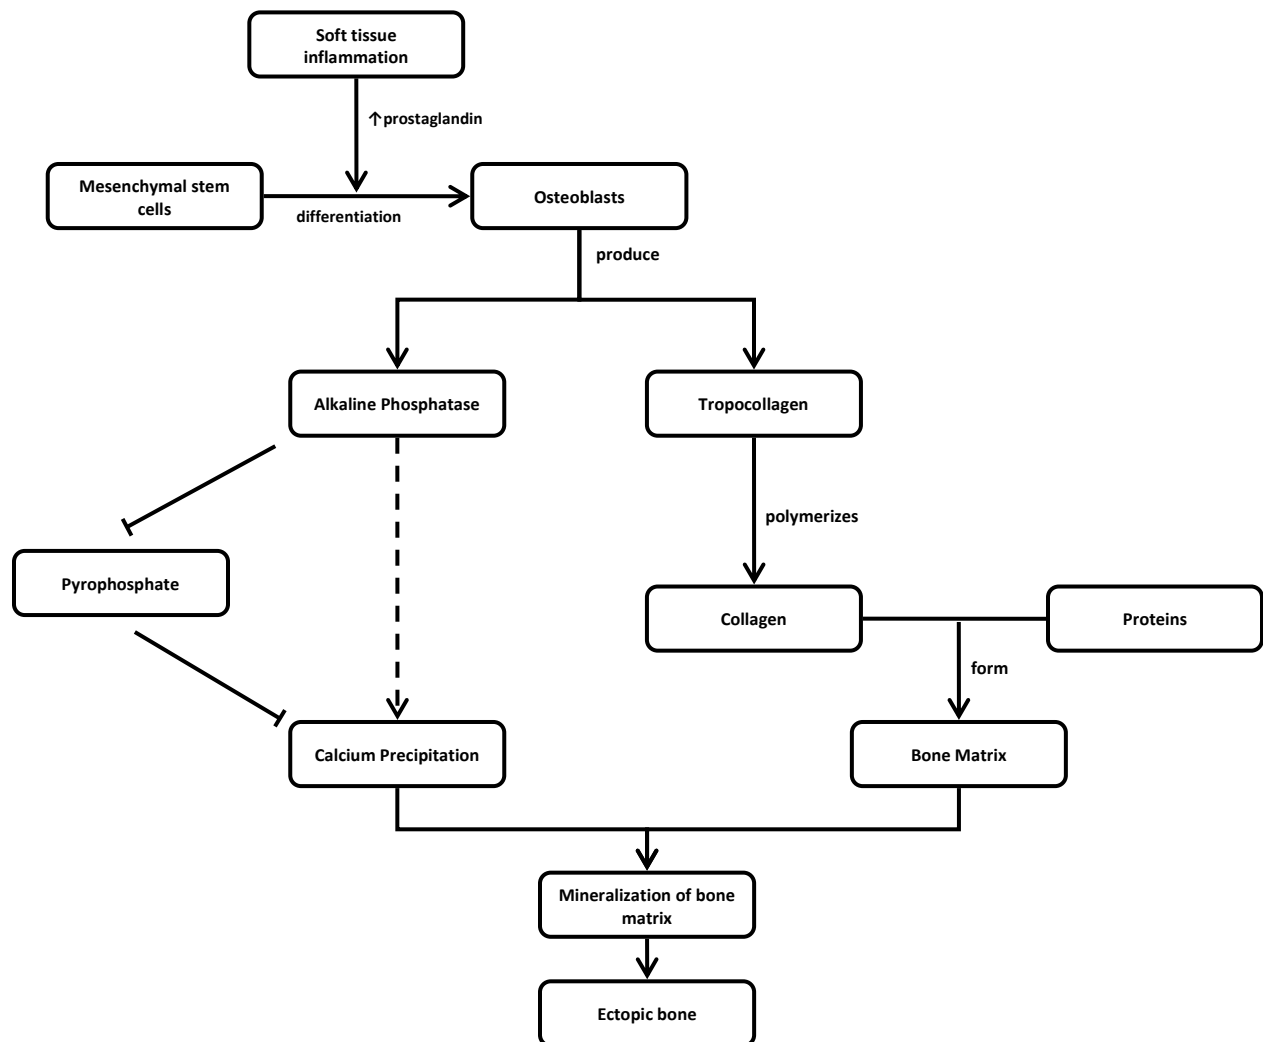 Soft tissue
inflammation
↑prostaglandin
Mesenchymal stem
cells
differentiation
Osteoblasts
produce
Alkaline Phosphatase
Tropocollagen
polymerizes
Pyrophosphate
Collagen
Proteins
form
Calcium Precipitation
Bone Matrix
Mineralization of bone
matrix
Ectopic bone